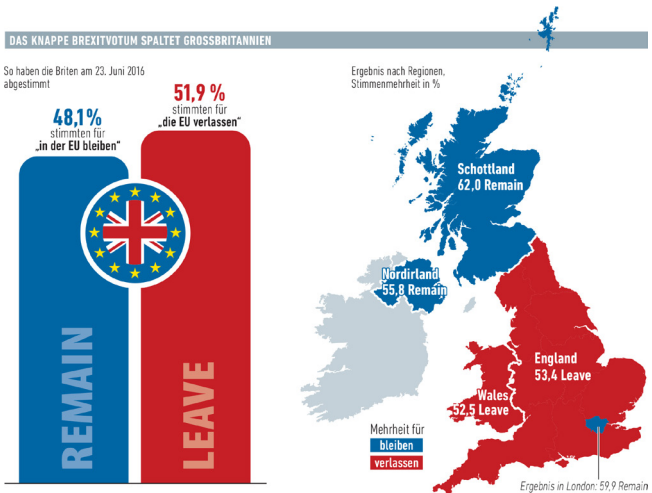 DAS KNAPPE BREXITVOTUM SPALTET GROSSBRITANNIEN
So haben die Briten am 23. Juni 2016
abgestimmt
48,1 %
stimmten für
„in der EU bleiben“
51,9 %
stimmten für
„die EU verlassen“
REMAIN
LEAVE
Ergebnis nach Regionen,
Stimmenmehrheit in %
Schottland
62,0 Remain
Nordirland
55,8 Remain
England
53,4 Leave
Wales
52,5 Leave
Mehrheit für
bleiben
verlassen
Ergebnis in London: 59,9 Remain